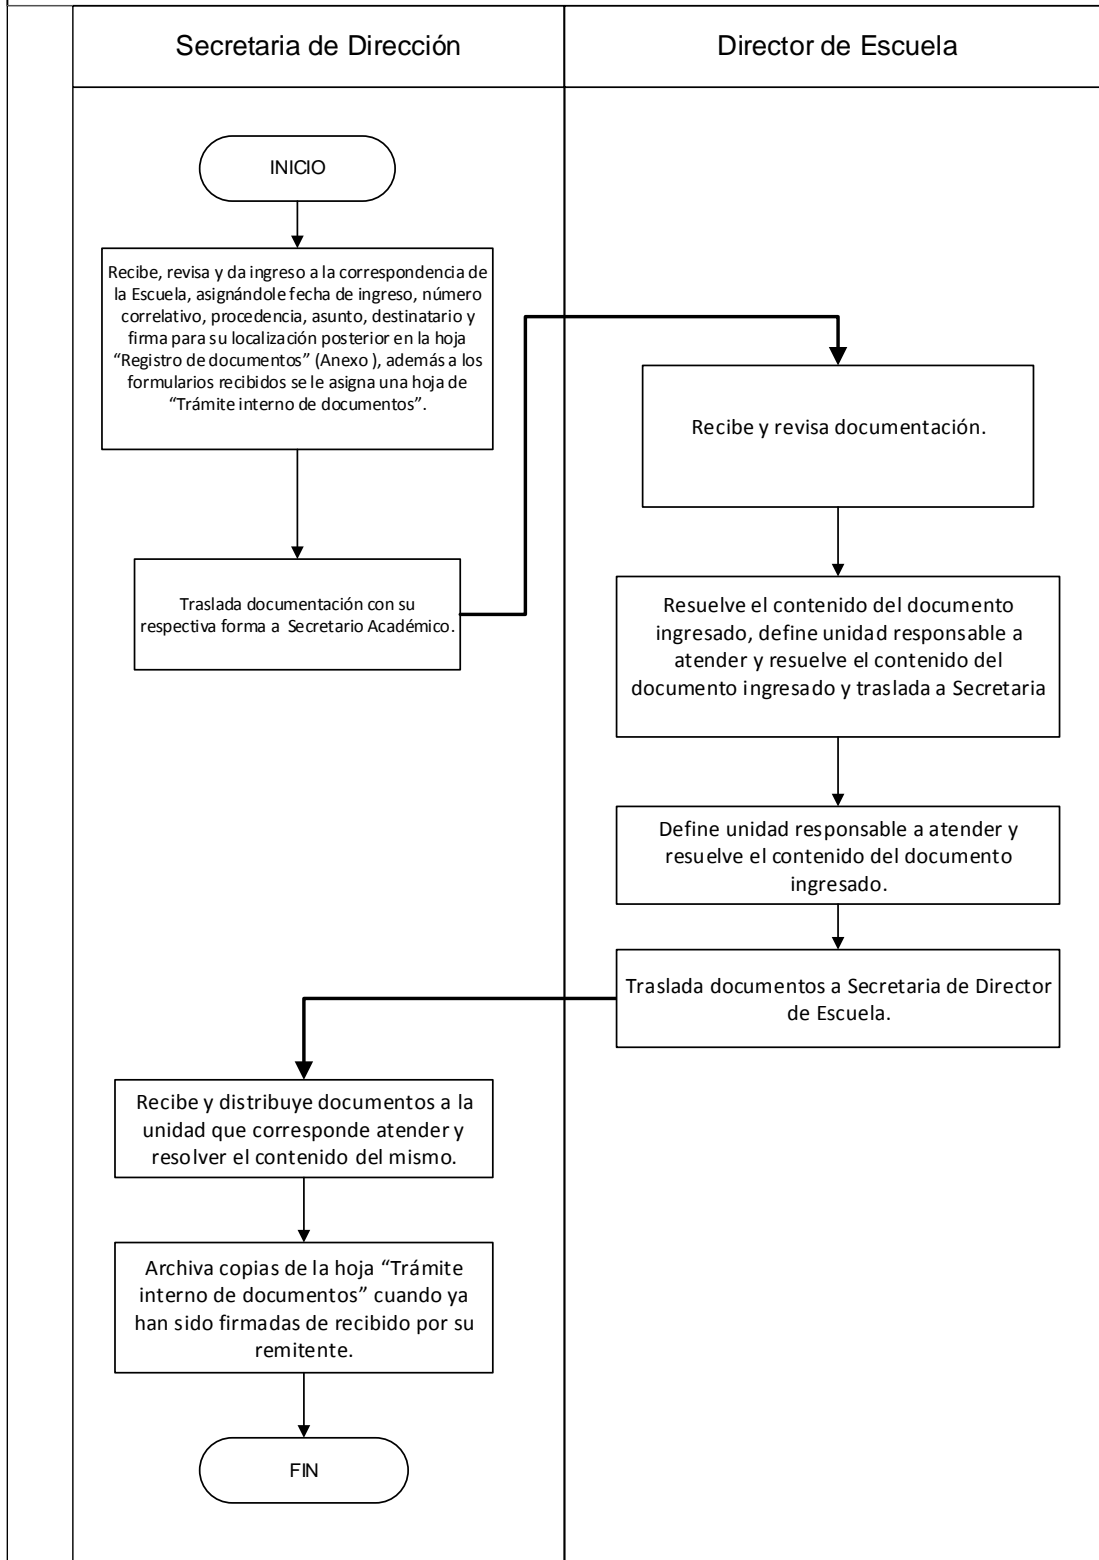 Secretaria de Dirección
Director de Escuela
INICIO
Recibe, revisa y da ingreso a la correspondencia de
la Escuela, asignándole fecha de ingreso, número
correlativo, procedencia, asunto, destinatario y
firma para su localización posterior en la hoja
“Registro de documentos” (Anexo ), además a los
formularios recibidos se le asigna una hoja de
“Trámite interno de documentos”.
Traslada documentación con su
respectiva forma a Secretario Académico.
Recibe y revisa documentación.
Resuelve el contenido del documento
ingresado, define unidad responsable a
atender y resuelve el contenido del
documento ingresado y traslada a Secretaria
Define unidad responsable a atender y
resuelve el contenido del documento
ingresado.
Traslada documentos a Secretaria de Director
de Escuela.
Recibe y distribuye documentos a la
unidad que corresponde atender y
resolver el contenido del mismo.
Archiva copias de la hoja “Trámite
interno de documentos” cuando ya
han sido firmadas de recibido por su
remitente.
FIN